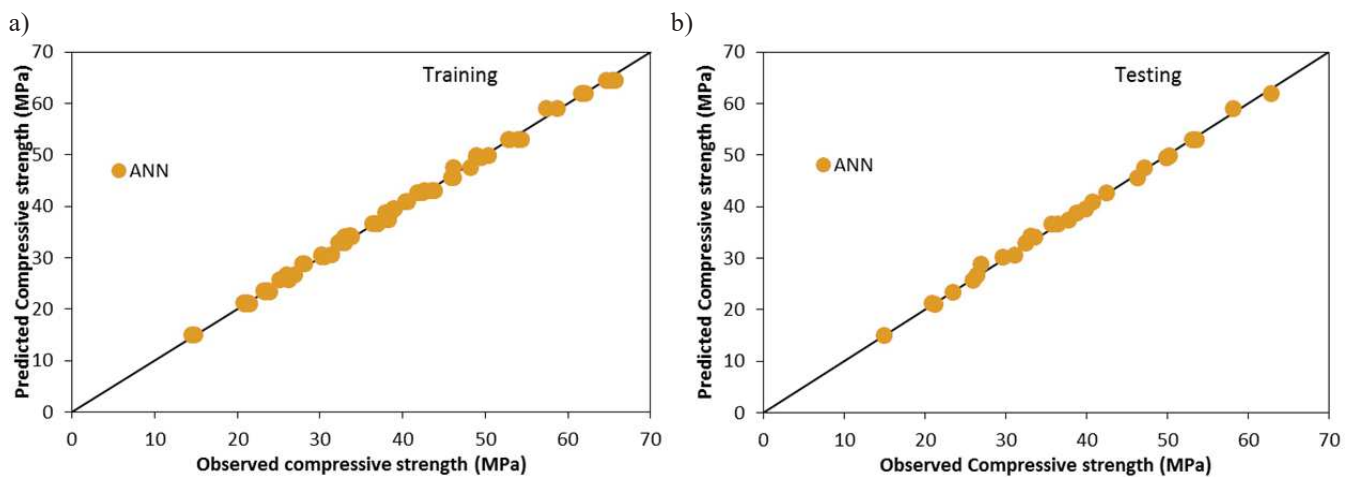 a)
Predicted Compressive strength (MPa)
70
60
50
40
30
20
10
0
Training
ANN
0 10 20 30 40 50 60 70
Observed compressive strength (MPa)
b)
Predicted Compressive strength (MPa)
70
60
50
40
30
20
10
0
Testing
ANN
0 10 20 30 40 50 60 70
Observed Compressive strength (MPa)